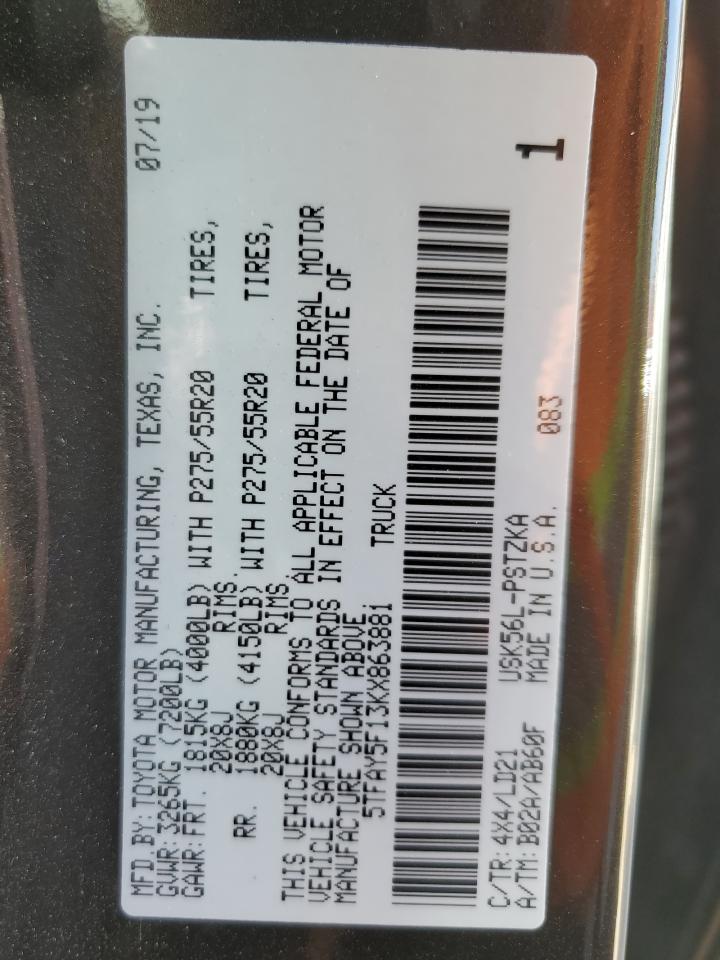 MFD.BY:TOYOTA MOTOR MANUFACTURING, TEXAS, INC. 07/19
GVWR:3265KG (7200LB)
GAWR:FRT. 1815KG (4000LB) WITH P275/55R20 TIRES,
20X8J RIMS.
RR. 1880KG (4150LB) WITH P275/55R20 TIRES,
20X8J RIMS.
THIS VEHICLE CONFORMS TO ALL APPLICABLE FEDERAL MOTOR
VEHICLE SAFETY STANDARDS IN EFFECT ON THE DATE OF
MANUFACTURE SHOWN ABOVE.
5TFAY5F13KX863881 TRUCK
C/TR:4X4/LD21 USK56L-PSTZKA 083 1
A/TM:B02A/AB60F MADE IN U.S.A.